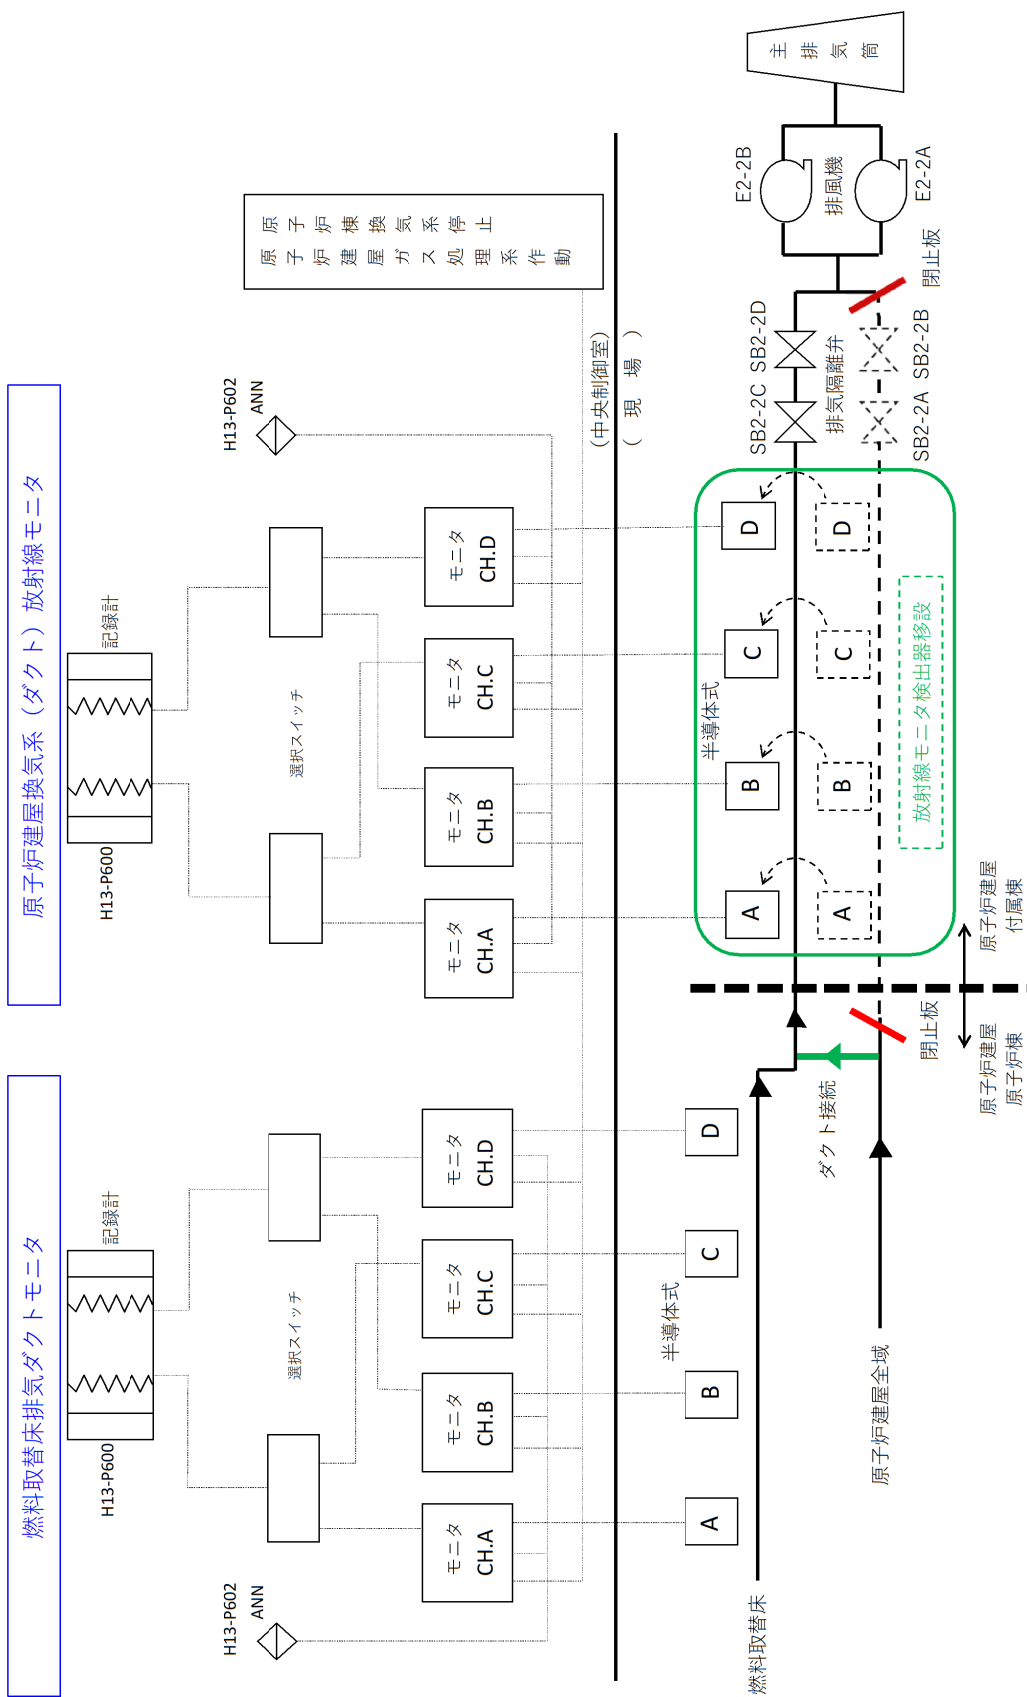 燃料取替床排気ダクトモニタ
原子炉建屋換気系（ダクト）放射線モニタ
H13-P600
記録計
H13-P600
記録計
H13-P602
ANN
選択スイッチ
選択スイッチ
H13-P602
ANN
原子炉棟換気系停止
原子炉建屋ガス処理系作動
モニタ
CH.A
モニタ
CH.B
モニタ
CH.C
モニタ
CH.D
モニタ
CH.A
モニタ
CH.B
モニタ
CH.C
モニタ
CH.D
（中央制御室）
（現場）
半導体式
A
B
C
D
半導体式
A
B
C
D
A
B
C
D
燃料取替床
原子炉建屋全域
ダクト接続
閉止板
放射線モニタ検出器移設
SB2-2C
SB2-2D
排気隔離弁
SB2-2A
SB2-2B
閉止板
E2-2B
排風機
E2-2A
主排気筒
原子炉建屋
原子炉棟
原子炉建屋
付属棟